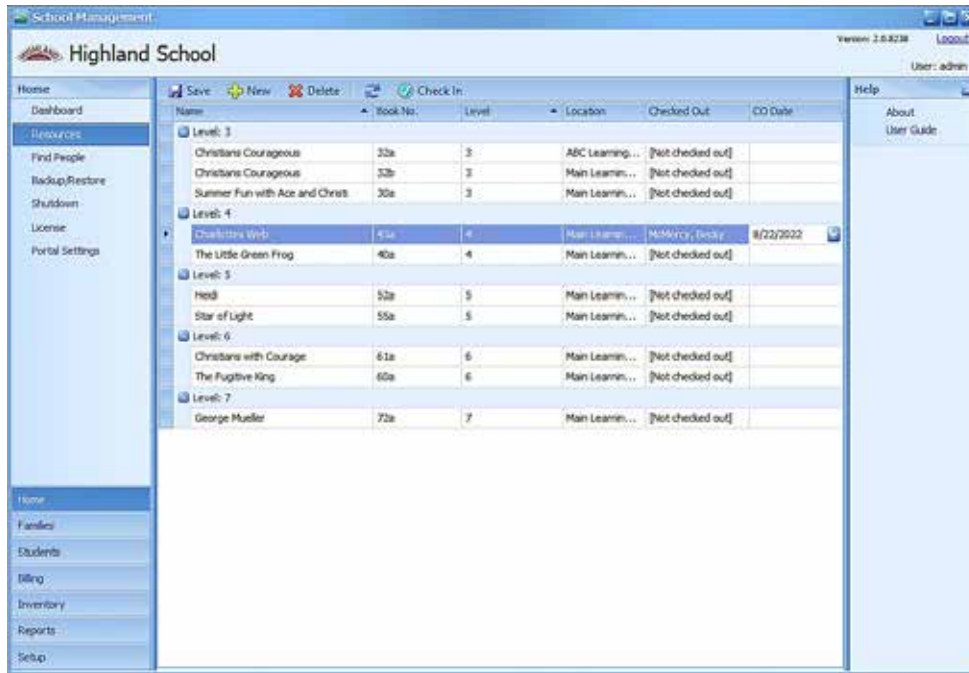 School Management
Highland School
Version: 2.0.8238 Logout
User: admin
Home
Dashboard
Resources
Find People
Backup/Restore
Shutdown
License
Portal Settings
Home
Families
Students
Billing
Inventory
Reports
Setup
Save New Delete Check In
Name Book No. Level Location Checked Out CO Date
Level: 3
Christians Courageous 32a 3 ABC Learning... [Not checked out]
Christians Courageous 32b 3 Main Learnin... [Not checked out]
Summer Fun with Ace and Christi 30a 3 Main Learnin... [Not checked out]
Level: 4
Charlottes Web 4 Main Learnin... McMercy, Becky 8/22/2022
The Little Green Frog 40a 4 Main Learnin... [Not checked out]
Level: 5
Heidi 52a 5 Main Learnin... [Not checked out]
Star of Light 55a 5 Main Learnin... [Not checked out]
Level: 6
Christians with Courage 61a 6 Main Learnin... [Not checked out]
The Fugitive King 60a 6 Main Learnin... [Not checked out]
Level: 7
George Mueller 72a 7 Main Learnin... [Not checked out]
Help
About
User Guide